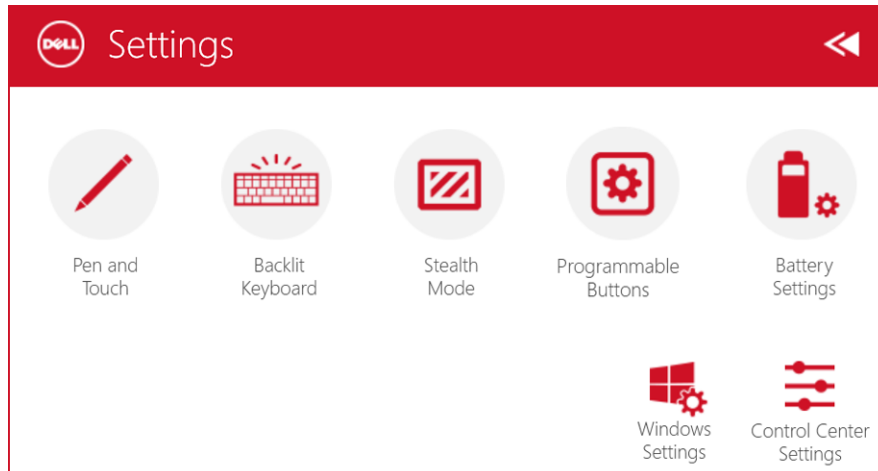 DELL Settings
Pen and
Touch
Backlit
Keyboard
Stealth
Mode
Programmable
Buttons
Battery
Settings
Windows
Settings
Control Center
Settings